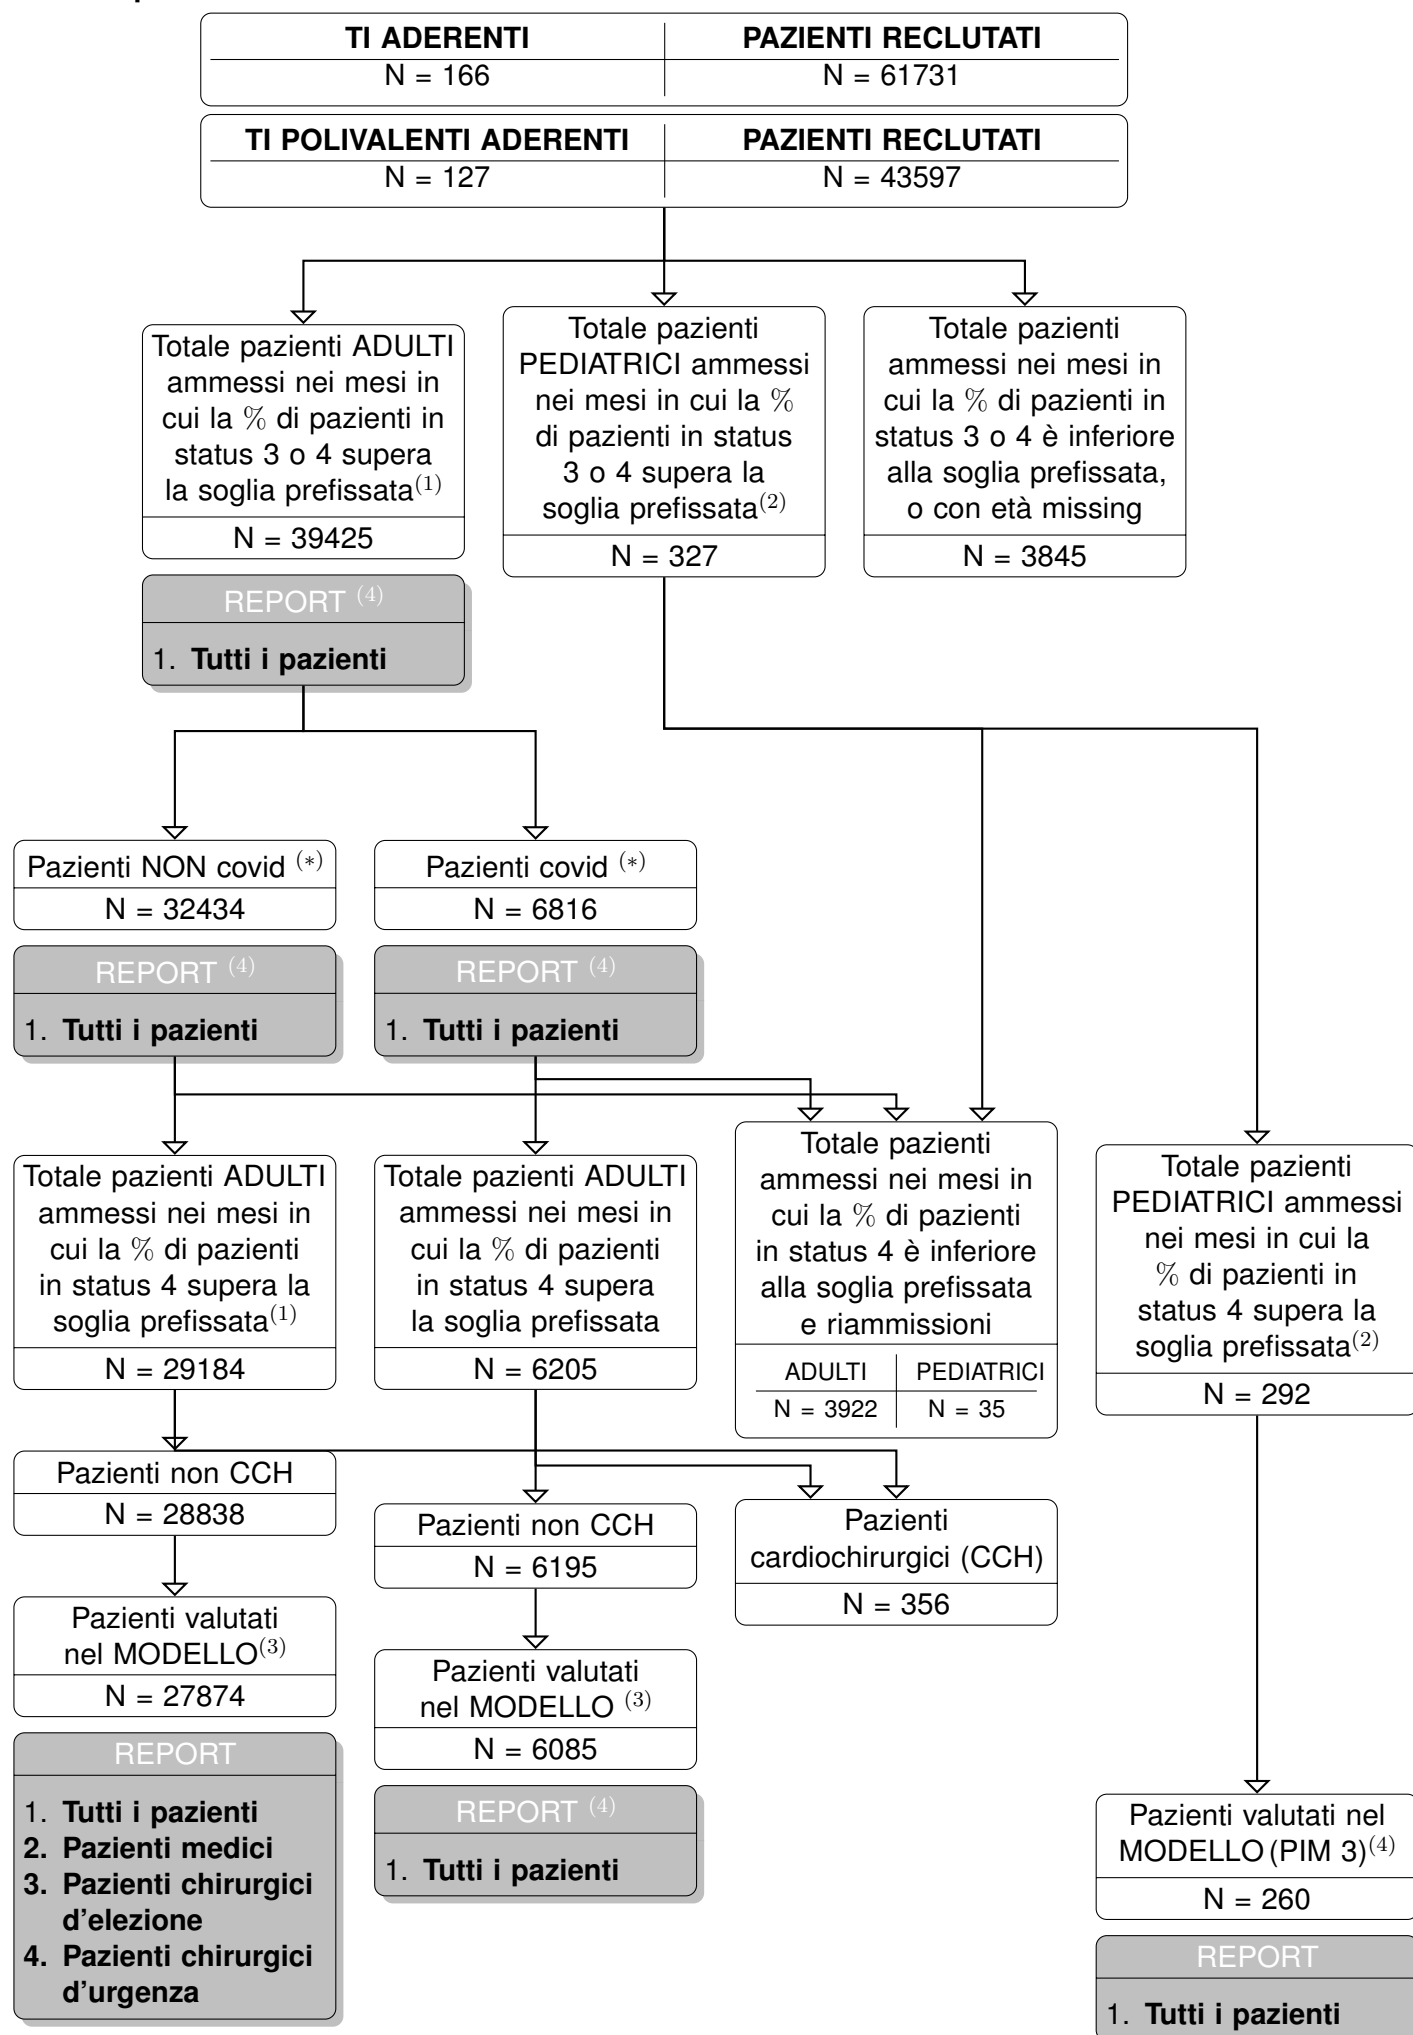 TI ADERENTI PAZIENTI RECLUTATI
N = 166 N = 61731
TI POLIVALENTI ADERENTI PAZIENTI RECLUTATI
N = 127 N = 43597
Totale pazienti ADULTI
ammessi nei mesi in
cui la % di pazienti in
status 3 o 4 supera
la soglia prefissata(1)
N = 39425
REPORT (4)
1. Tutti i pazienti
Totale pazienti
PEDIATRICI ammessi
nei mesi in cui la %
di pazienti in status
3 o 4 supera la
soglia prefissata(2)
N = 327
Totale pazienti
ammessi nei mesi in
cui la % di pazienti in
status 3 o 4 è inferiore
alla soglia prefissata,
o con età missing
N = 3845
Pazienti NON covid (*)
N = 32434
REPORT (4)
1. Tutti i pazienti
Pazienti covid (*)
N = 6816
REPORT (4)
1. Tutti i pazienti
Totale pazienti ADULTI
ammessi nei mesi in
cui la % di pazienti
in status 4 supera la
soglia prefissata(1)
N = 29184
Totale pazienti ADULTI
ammessi nei mesi in
cui la % di pazienti
in status 4 supera
la soglia prefissata
N = 6205
Totale pazienti
ammessi nei mesi in
cui la % di pazienti
in status 4 è inferiore
alla soglia prefissata
e riammissioni
ADULTI PEDIATRICI
N = 3922 N = 35
Totale pazienti
PEDIATRICI ammessi
nei mesi in cui la
% di pazienti in
status 4 supera la
soglia prefissata(2)
N = 292
Pazienti non CCH
N = 28838
Pazienti non CCH
N = 6195
Pazienti
cardiochirurgici (CCH)
N = 356
Pazienti valutati
nel MODELLO(3)
N = 27874
REPORT
1. Tutti i pazienti
2. Pazienti medici
3. Pazienti chirurgici
d'elezione
4. Pazienti chirurgici
d'urgenza
Pazienti valutati
nel MODELLO (3)
N = 6085
REPORT (4)
1. Tutti i pazienti
Pazienti valutati nel
MODELLO (PIM 3)(4)
N = 260
REPORT
1. Tutti i pazienti